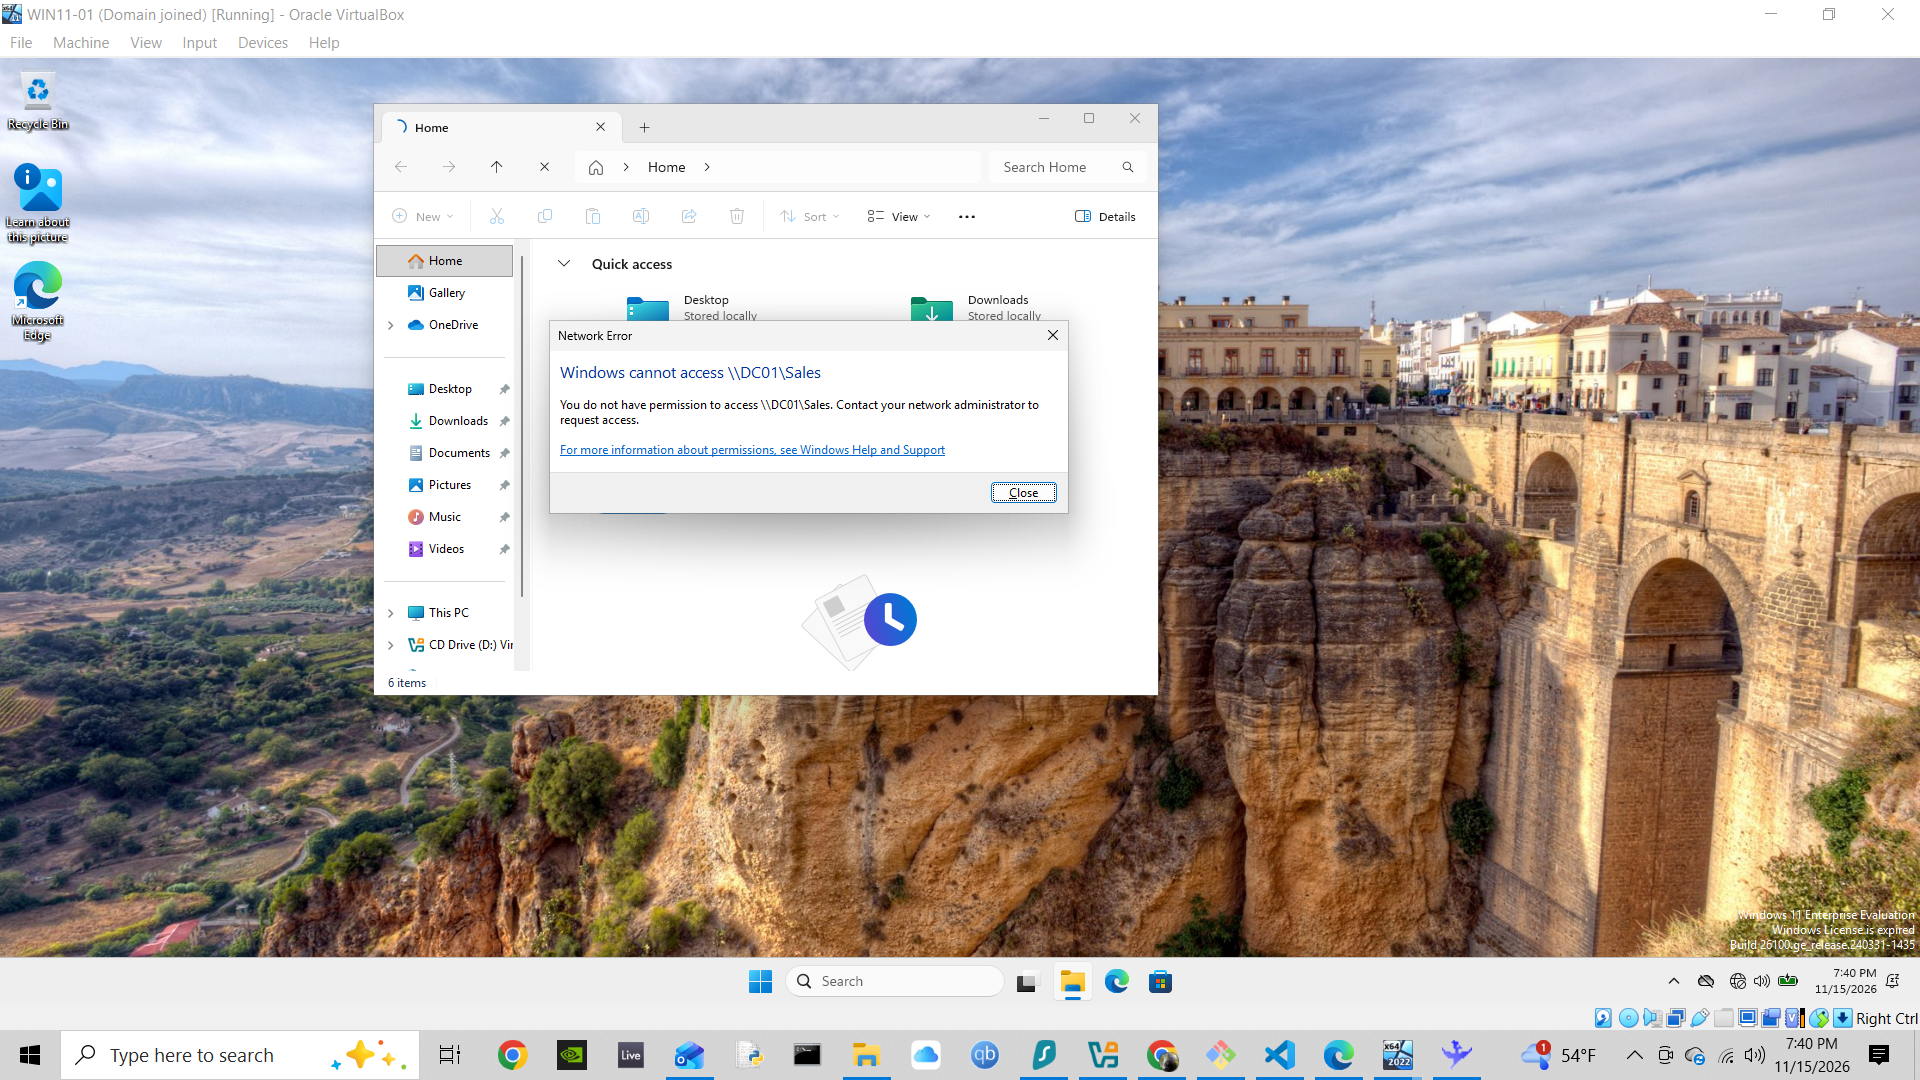 WIN11-01 (Domain joined) [Running] - Oracle VirtualBox
File Machine View Input Devices Help
Recycle Bin
Learn about
this picture
Microsoft
Edge
Home
Home
Search Home
New
Sort
View
Details
Home
Gallery
OneDrive
Desktop
Downloads
Documents
Pictures
Music
Videos
This PC
CD Drive (D:) Vir
6 items
Quick access
Desktop
Stored locally
Downloads
Stored locally
Network Error
Windows cannot access \\DC01\Sales
You do not have permission to access \\DC01\Sales. Contact your network administrator to
request access.
For more information about permissions, see Windows Help and Support
Close
Windows 11 Enterprise Evaluation
Windows License is expired
Build 26100.ge_release.240331-1435
Search
7:40 PM
11/15/2026
Right Ctrl
Type here to search
Live
qb
X64
2022
1
54°F
7:40 PM
11/15/2026